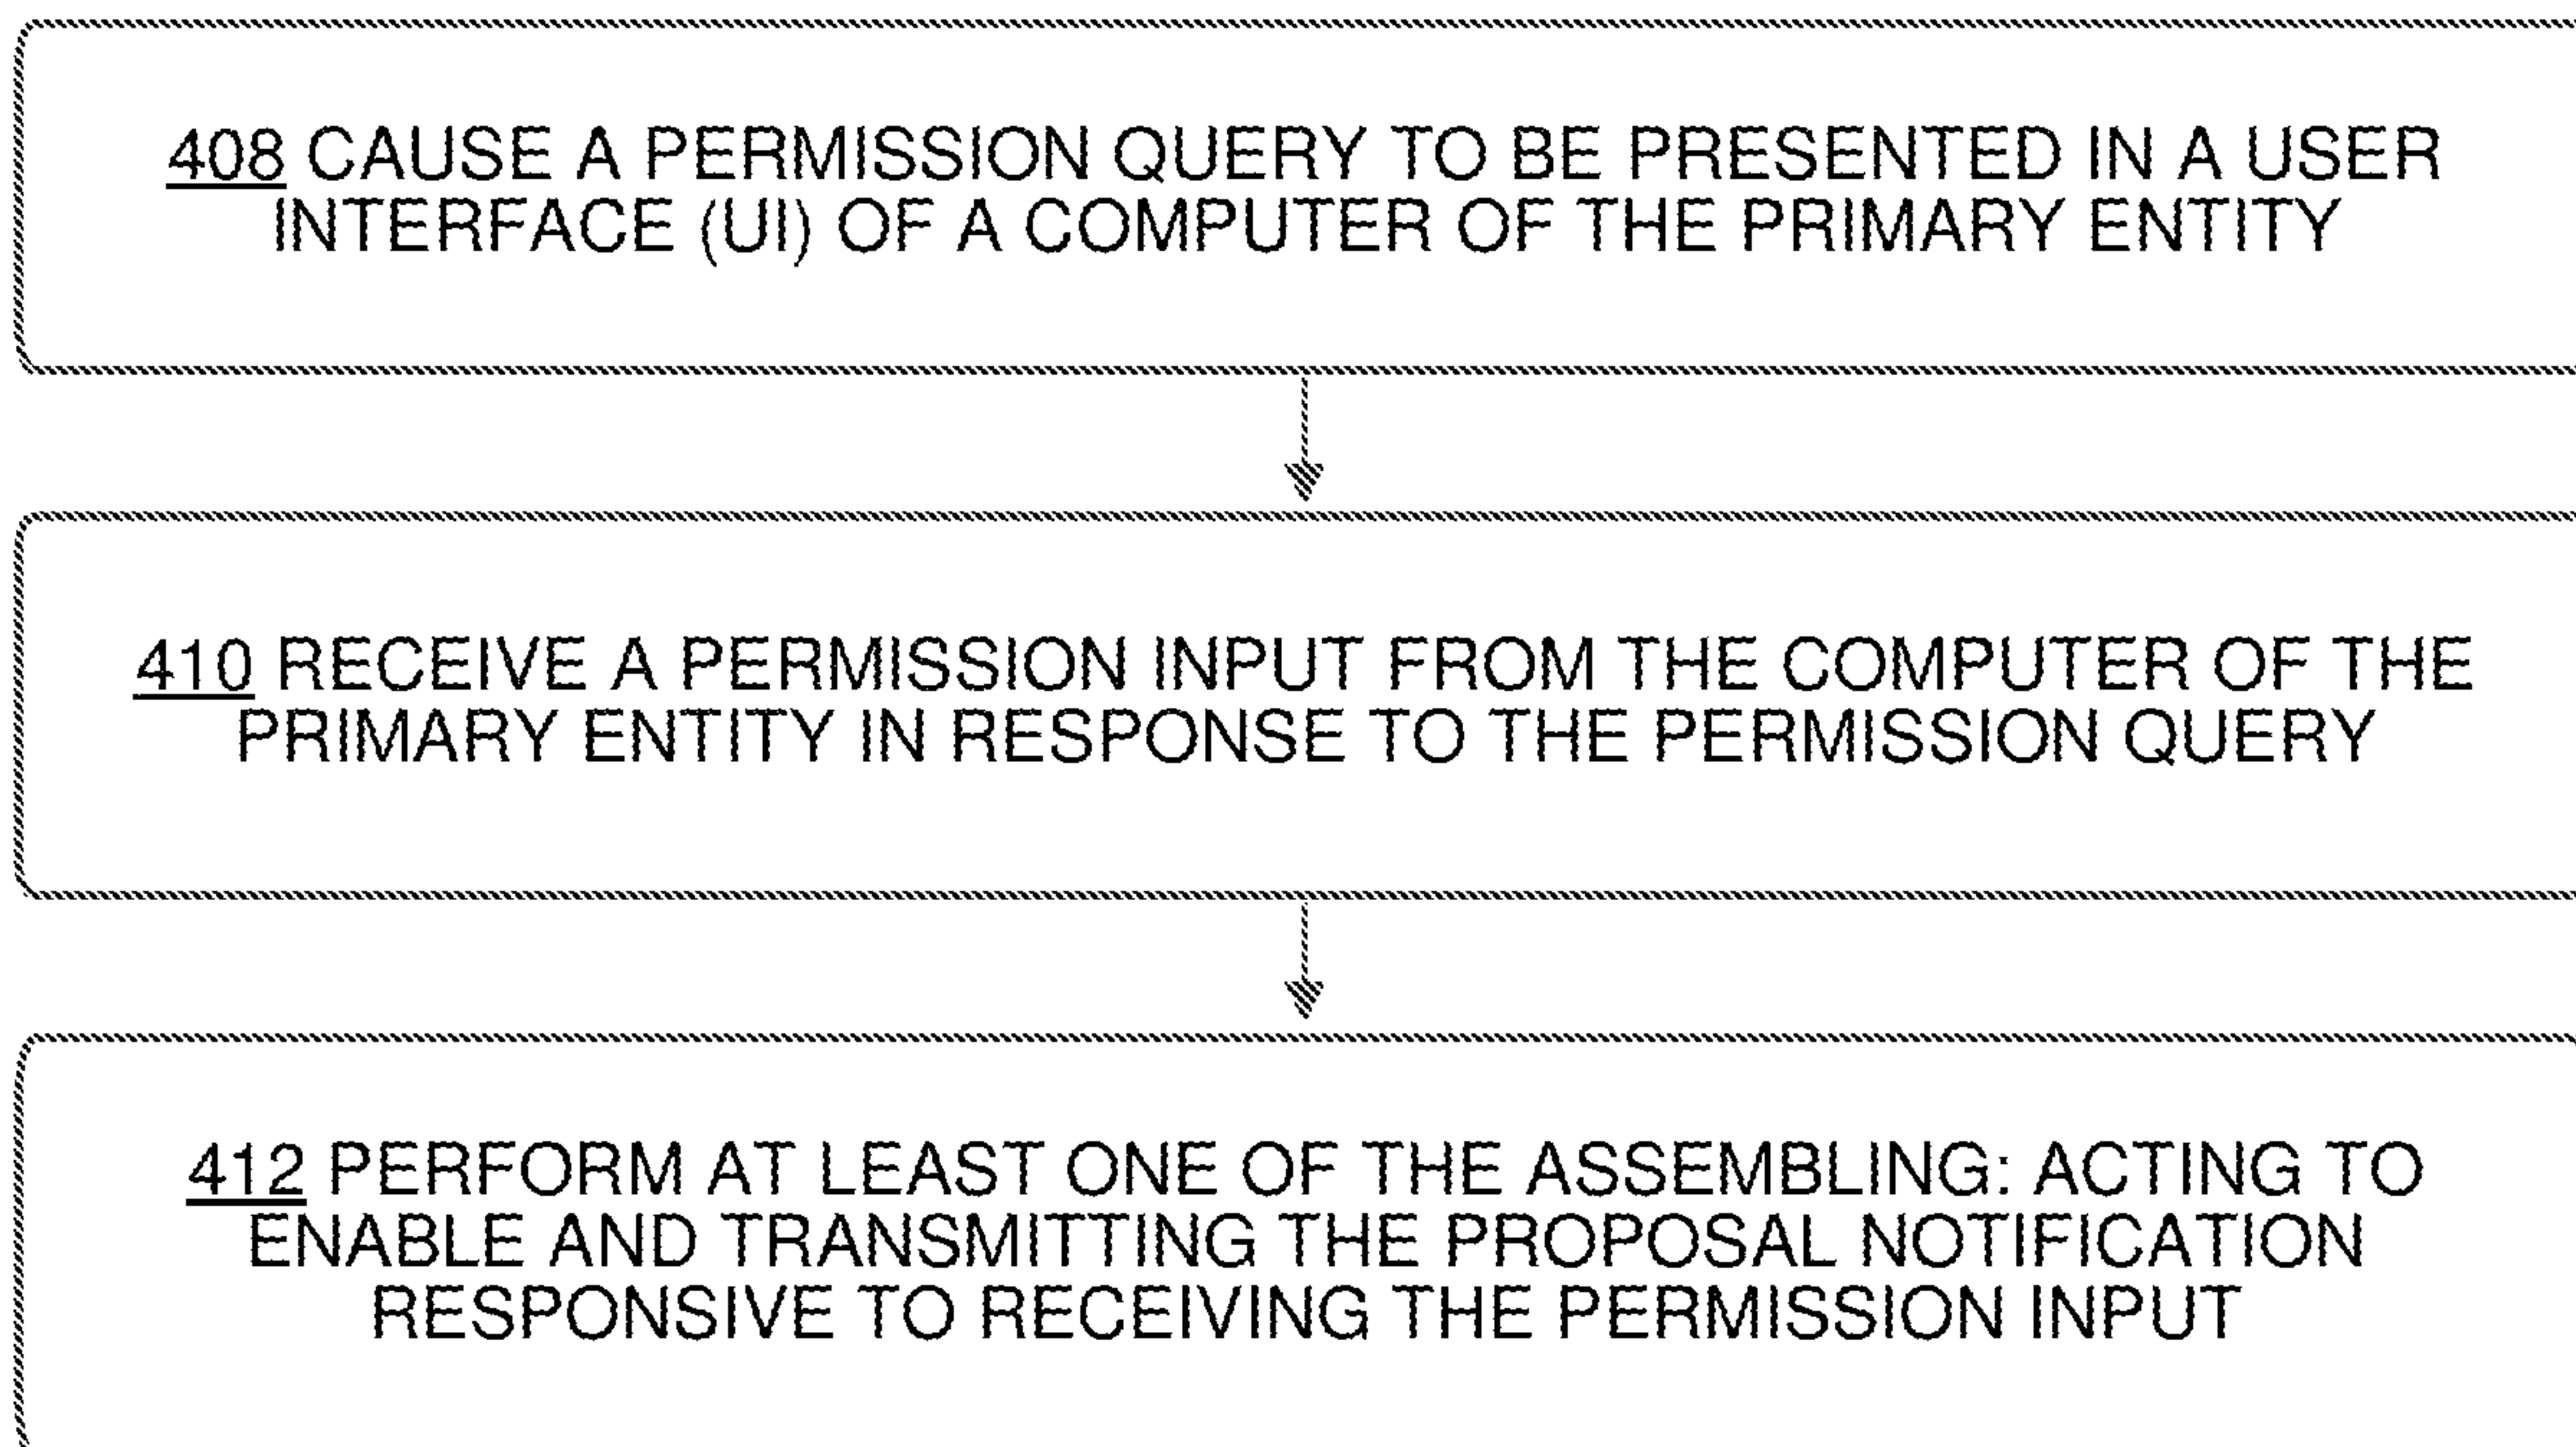 408 CAUSE A PERMISSION QUERY TO BE PRESENTED IN A USER
INTERFACE (UI) OF A COMPUTER OF THE PRIMARY ENTITY
410 RECEIVE A PERMISSION INPUT FROM THE COMPUTER OF THE
PRIMARY ENTITY IN RESPONSE TO THE PERMISSION QUERY
412 PERFORM AT LEAST ONE OF THE ASSEMBLING: ACTING TO
ENABLE AND TRANSMITTING THE PROPOSAL NOTIFICATION
RESPONSIVE TO RECEIVING THE PERMISSION INPUT